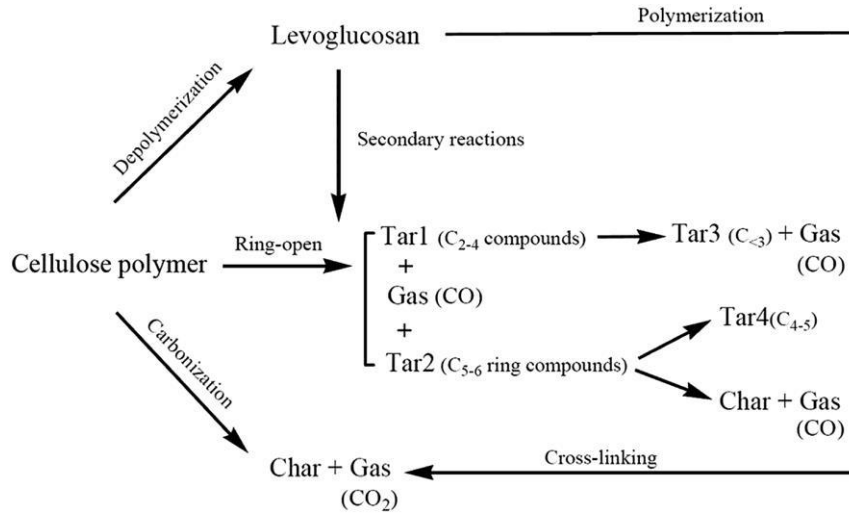 Polymerization
Levoglucosan
Depolymerization
Secondary reactions
Ring-open
Tar1 (C₂₋₄ compounds)
Tar3 (C<₃) + Gas
(CO)
Cellulose polymer
+
Gas (CO)
+
Tar4(C₄₋₅)
Carbonization
Tar2 (C₅₋₆ ring compounds)
Char + Gas
(CO)
Cross-linking
Char + Gas
(CO₂)